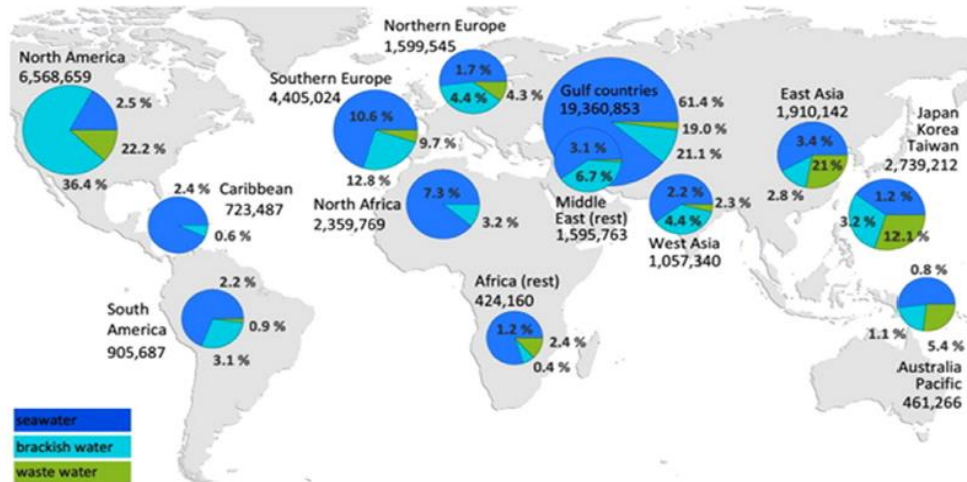 North America
6,568,659
2.5 %
22.2 %
36.4 %
Northern Europe
1,599,545
1.7 %
4.4 %
4.3 %
Southern Europe
4,405,024
10.6 %
9.7 %
12.8 %
Gulf countries
19,360,853
61.4 %
19.0 %
21.1 %
3.1 %
6.7 %
Middle
East (rest)
1,595,763
East Asia
1,910,142
3.4 %
21 %
2.8 %
Japan
Korea
Taiwan
2,739,212
1.2 %
3.2 %
12.1 %
2.4 %
Caribbean
723,487
0.6 %
North Africa
2,359,769
7.3 %
3.2 %
2.2 %
2.3 %
4.4 %
West Asia
1,057,340
2.2 %
South
America
905,687
0.9 %
3.1 %
Africa (rest)
424,160
1.2 %
2.4 %
0.4 %
0.8 %
1.1 %
5.4 %
Australia
Pacific
461,266
seawater
brackish water
waste water